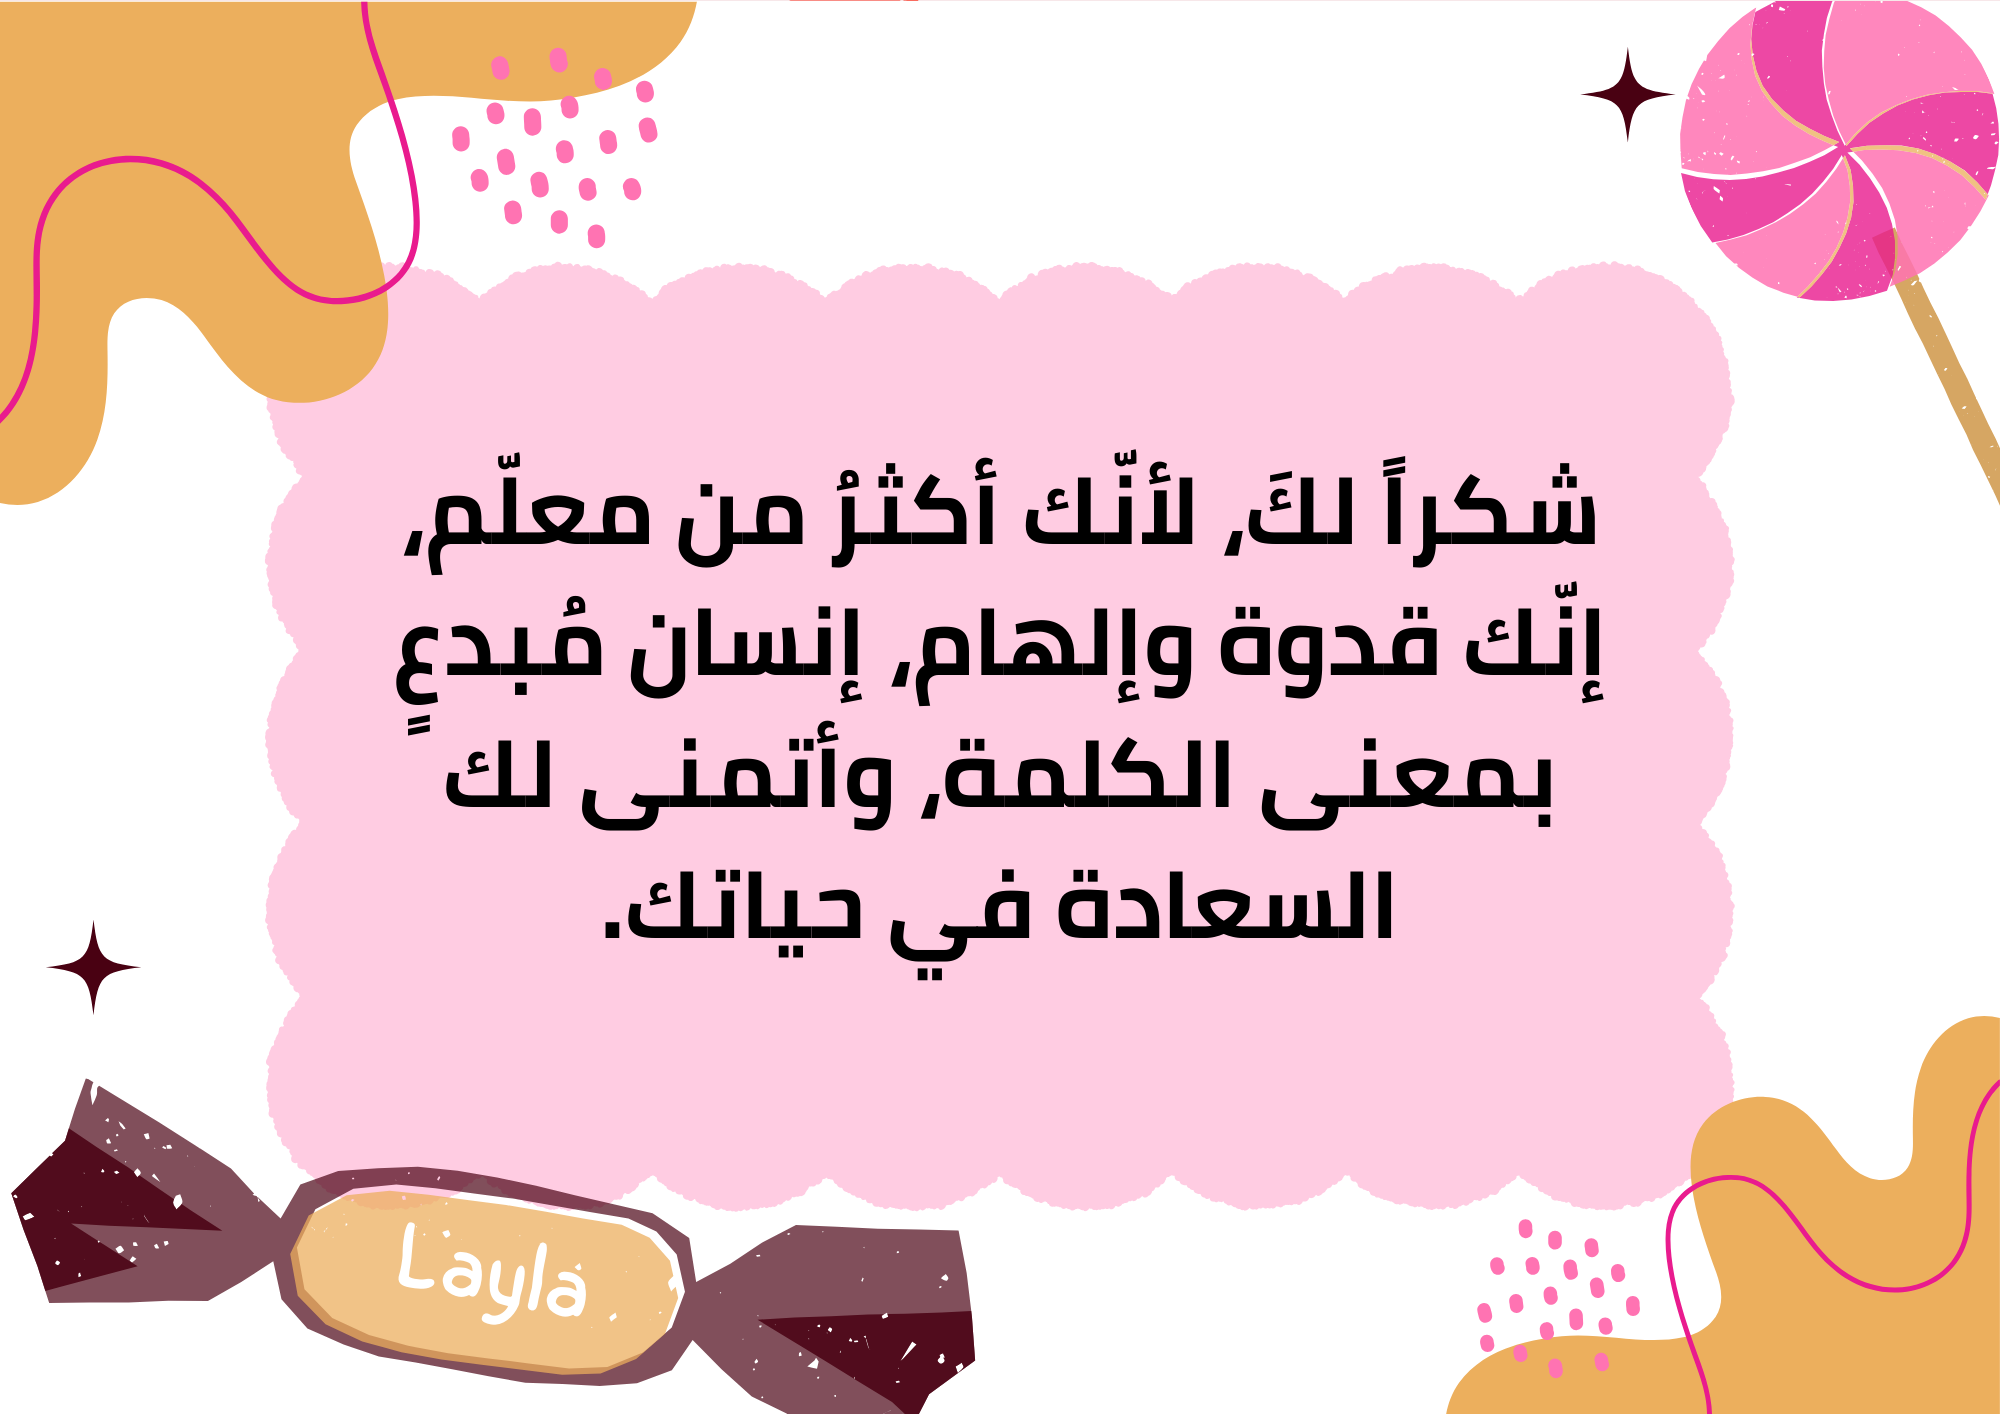 شكراً لكَ، لأنّك أكثرُ من معلّم،
إنّك قدوة وإلهام، إنسان مُبدعٍ
بمعنى الكلمة، وأتمنى لك
السعادة في حياتك.
Layla